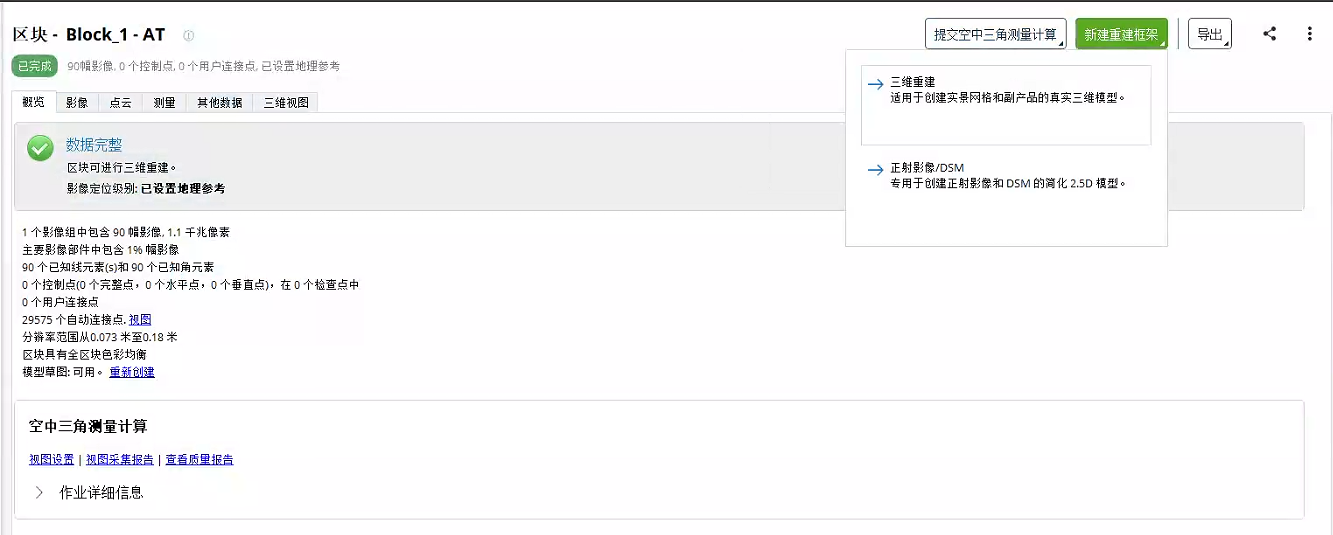 区块 - Block_1 - AT
提交空中三角测量计算
新建重建框架
导出
已完成 90幅影像, 0 个控制点, 0 个用户连接点, 已设置地理参考
概览 影像 点云 测量 其他数据 三维视图
三维重建
适用于创建实景网格和副产品的真实三维模型。
正射影像/DSM
专用于创建正射影像和 DSM 的简化 2.5D 模型。
数据完整
区块可进行三维重建。
影像定位级别: 已设置地理参考
1 个影像组中包含 90 幅影像, 1.1 千兆像素
主要影像部件中包含 1% 幅影像
90 个已知线元素(s)和 90 个已知角元素
0 个控制点(0 个完整点，0 个水平点，0 个垂直点)，在 0 个检查点中
0 个用户连接点
29575 个自动连接点. 视图
分辨率范围从0.073 米至0.18 米
区块具有全区块色彩均衡
模型草图: 可用。 重新创建
空中三角测量计算
视图设置 | 视图采集报告 | 查看质量报告
作业详细信息